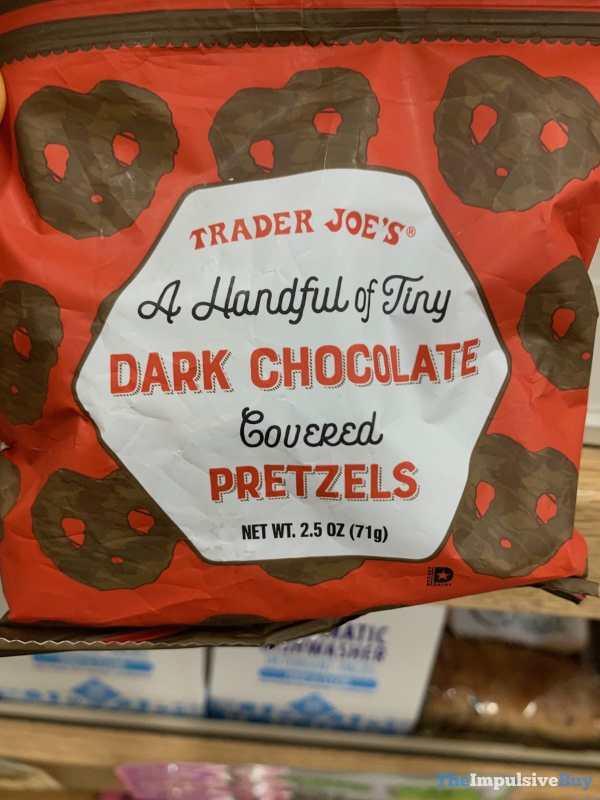 TRADER JOE'S®
A Handful of Tiny
DARK CHOCOLATE
Covered
PRETZELS
NET WT. 2.5 OZ (71g)
D
TheImpulsiveBuy